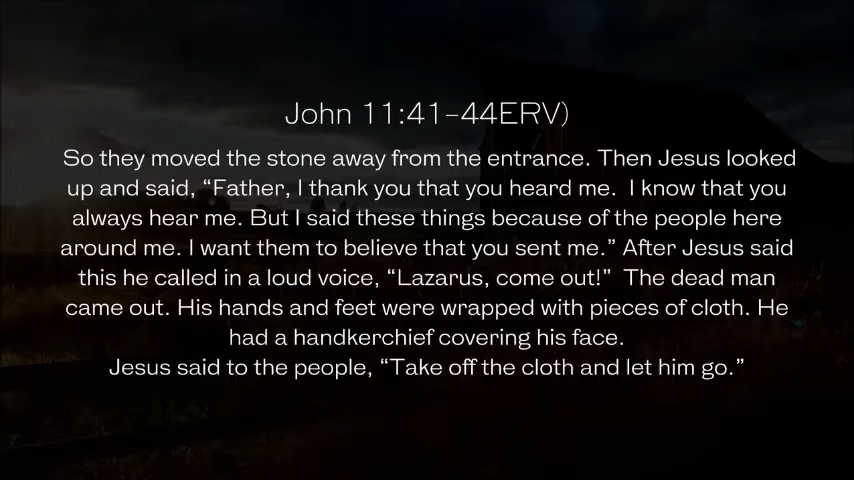 John 11:41-44ERV)
So they moved the stone away from the entrance. Then Jesus looked
up and said, “Father, I thank you that you heard me.  I know that you
always hear me. But I said these things because of the people here
around me. I want them to believe that you sent me.” After Jesus said
this he called in a loud voice, “Lazarus, come out!”  The dead man
came out. His hands and feet were wrapped with pieces of cloth. He
had a handkerchief covering his face.
Jesus said to the people, “Take off the cloth and let him go.”